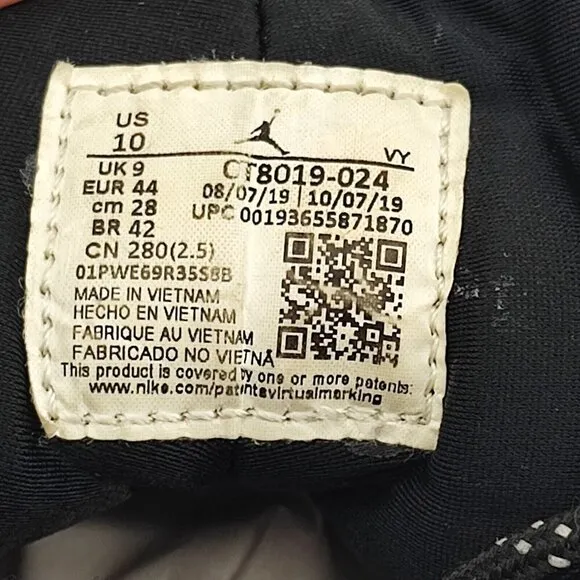 US
10
VY
UK 9
CT8019-024
EUR 44
08/07/19 | 10/07/19
cm 28
UPC 00193655871870
BR 42
CN 280(2.5)
01PWE69R35SBB
MADE IN VIETNAM
HECHO EN VIETNAM
FABRIQUE AU VIETNAM
FABRICADO NO VIETNA
This product is covered by one or more patents:
www.nike.com/patentsvirtualmarking